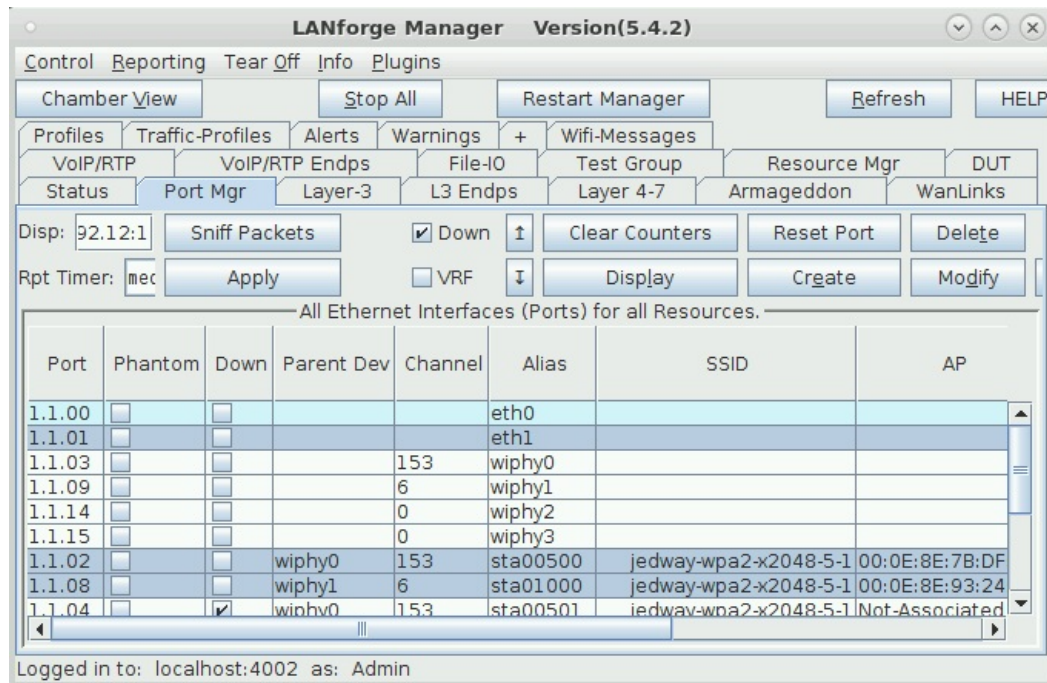 LANforge Manager Version(5.4.2)
Control Reporting Tear Off Info Plugins
Chamber View Stop All Restart Manager Refresh HELP
Profiles Traffic-Profiles Alerts Warnings + Wifi-Messages
VoIP/RTP VoIP/RTP Endps File-IO Test Group Resource Mgr DUT
Status Port Mgr Layer-3 L3 Endps Layer 4-7 Armageddon WanLinks
Disp: 92.12:1 Sniff Packets Down Clear Counters Reset Port Delete
Rpt Timer: med Apply VRF Display Create Modify
All Ethernet Interfaces (Ports) for all Resources.
Port Phantom Down Parent Dev Channel Alias SSID AP
1.1.00 eth0
1.1.01 eth1
1.1.03 153 wiphy0
1.1.09 6 wiphy1
1.1.14 0 wiphy2
1.1.15 0 wiphy3
1.1.02 wiphy0 153 sta00500 jedway-wpa2-x2048-5-1 00:0E:8E:7B:DF
1.1.08 wiphy1 6 sta01000 jedway-wpa2-x2048-5-1 00:0E:8E:93:24
1.1.04 wiphy0 153 sta00501 jedway-wpa2-x2048-5-1 Not-Associated
Logged in to: localhost:4002 as: Admin